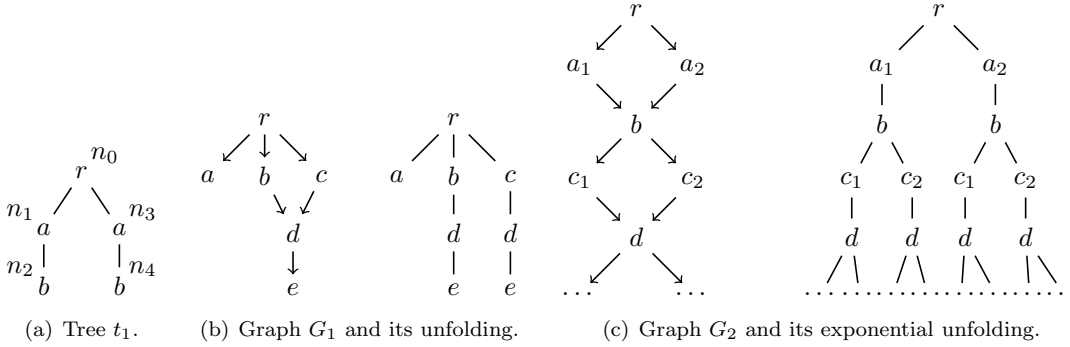 r
r
a₁ a₂ a₁ a₂
r r b b b
n₀
r a b c a b c c₁ c₂ c₁ c₂ c₁ c₂
n₁ a a n₃ d d d d d d d d
n₂ b b n₄ e e e ... ... ..............................
(a) Tree t₁. (b) Graph G₁ and its unfolding. (c) Graph G₂ and its exponential unfolding.